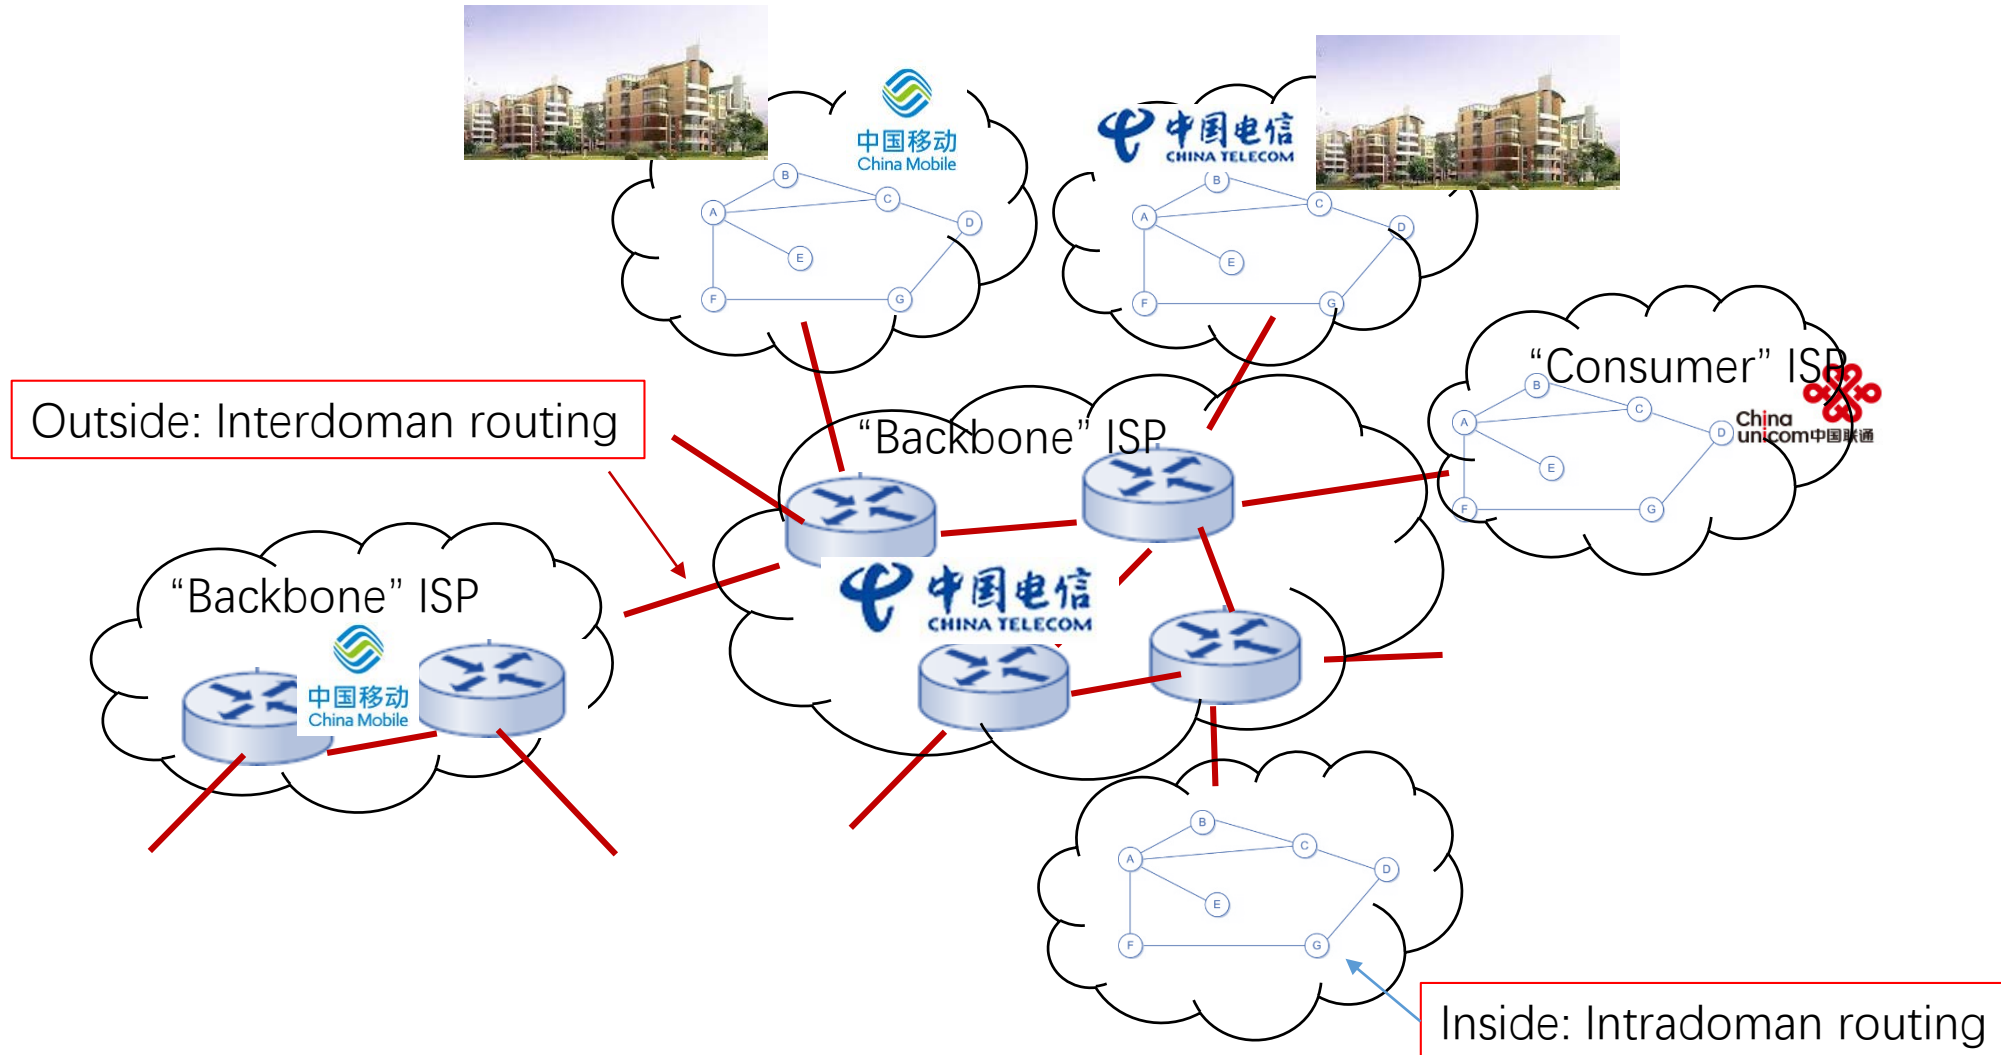 中国移动
China Mobile
B
A
C
D
E
F
G
中国电信
CHINA TELECOM
B
A
C
D
E
F
G
“Consumer” ISP
B
A
C
D
E
F
G
China
unicom中国联通
Outside: Interdoman routing
“Backbone” ISP
中国电信
CHINA TELECOM
“Backbone” ISP
中国移动
China Mobile
B
A
C
D
E
F
G
Inside: Intradoman routing